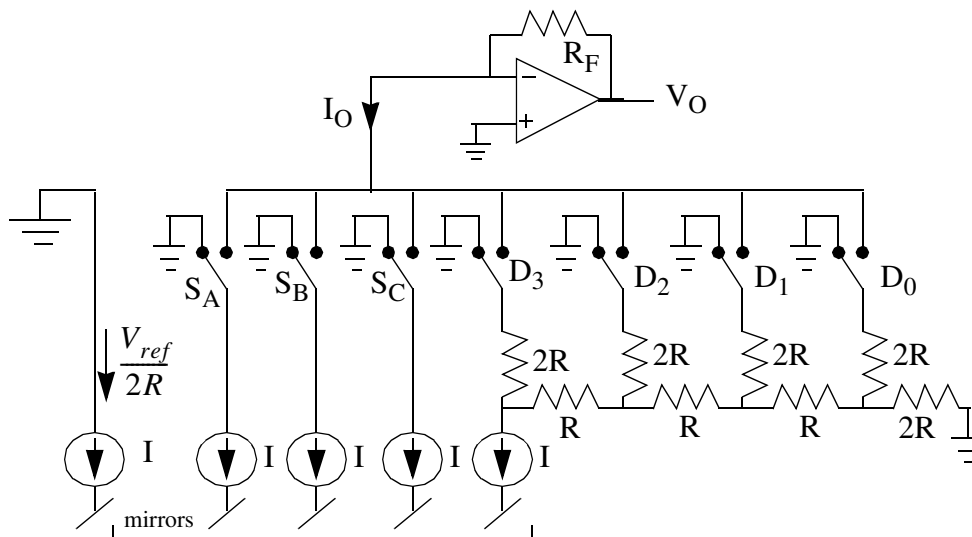 R_F
−
+
V_O
I_O
S_A S_B S_C D_3 D_2 D_1 D_0
V_ref
2R
2R 2R 2R 2R
R R R 2R
I I I I I
mirrors